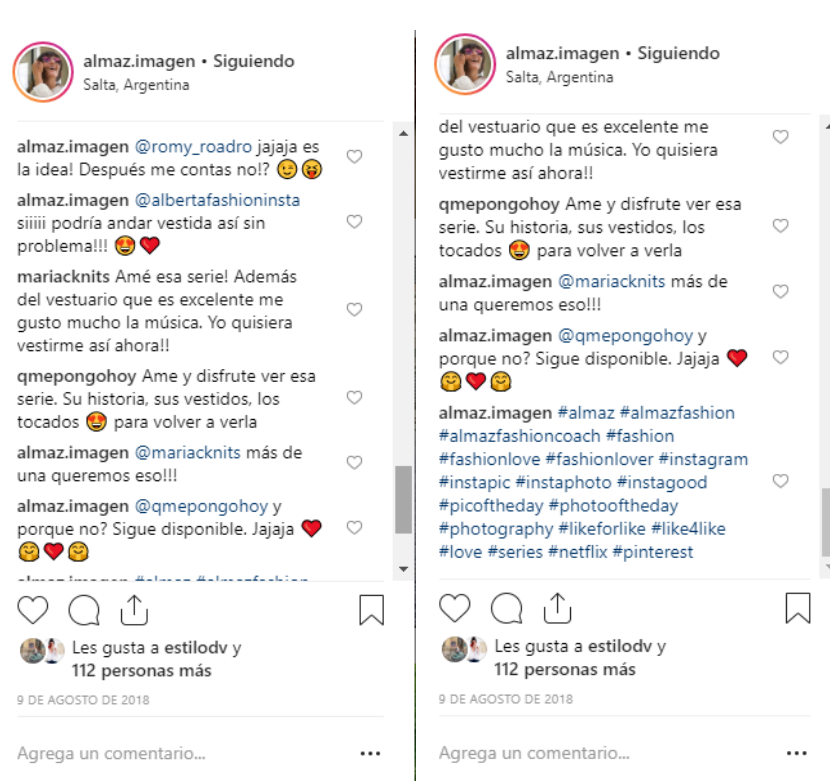 almaz.imagen • Siguiendo
Salta, Argentina
almaz.imagen @romy_roadro jajaja es
la idea! Después me contas no!? 😉😝
almaz.imagen @albertafashioninsta
siiiii podría andar vestida así sin
problema!!! 😍❤️
mariacknits Amé esa serie! Además
del vestuario que es excelente me
gusto mucho la música. Yo quisiera
vestirme así ahora!!
qmepongohoy Ame y disfrute ver esa
serie. Su historia, sus vestidos, los
tocados 😍 para volver a verla
almaz.imagen @mariacknits más de
una queremos eso!!!
almaz.imagen @qmepongohoy y
porque no? Sigue disponible. Jajaja ❤️
🤗❤️🤗
almaz.imagen #almaz #almazfashion
Les gusta a estilodv y
112 personas más
9 DE AGOSTO DE 2018
Agrega un comentario...
almaz.imagen • Siguiendo
Salta, Argentina
del vestuario que es excelente me
gusto mucho la música. Yo quisiera
vestirme así ahora!!
qmepongohoy Ame y disfrute ver esa
serie. Su historia, sus vestidos, los
tocados 😍 para volver a verla
almaz.imagen @mariacknits más de
una queremos eso!!!
almaz.imagen @qmepongohoy y
porque no? Sigue disponible. Jajaja ❤️
🤗❤️🤗
almaz.imagen #almaz #almazfashion
#almazfashioncoach #fashion
#fashionlove #fashionlover #instagram
#instapic #instaphoto #instagood
#picoftheday #photooftheday
#photography #likeforlike #like4like
#love #series #netflix #pinterest
Les gusta a estilodv y
112 personas más
9 DE AGOSTO DE 2018
Agrega un comentario...